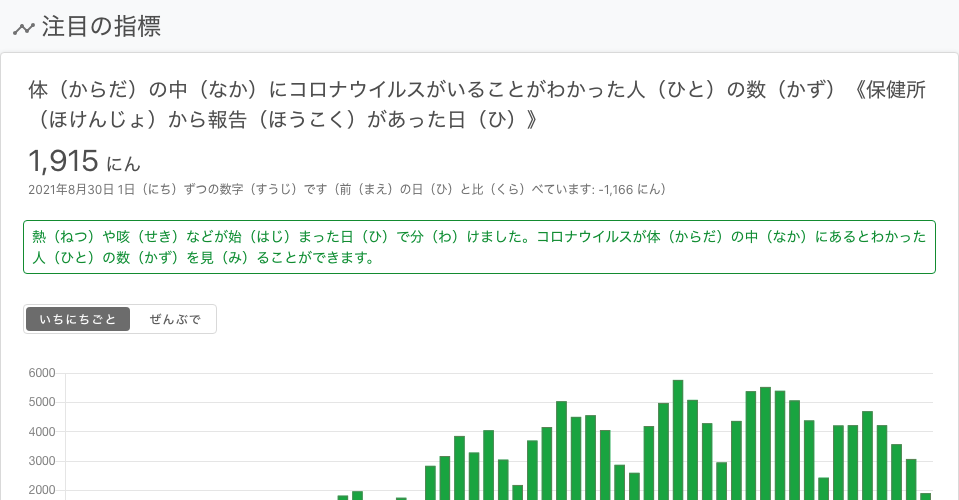 注目の指標
体（からだ）の中（なか）にコロナウイルスがいることがわかった人（ひと）の数（かず）《保健所
（ほけんじょ）から報告（ほうこく）があった日（ひ）》
1,915 にん
2021年8月30日 1日（にち）ずつの数字（すうじ）です（前（まえ）の日（ひ）と比（くら）べています: -1,166 にん）
熱（ねつ）や咳（せき）などが始（はじ）まった日（ひ）で分（わ）けました。コロナウイルスが体（からだ）の中（なか）にあるとわかった
人（ひと）の数（かず）を見（み）ることができます。
いちにちごと ぜんぶで
6000
5000
4000
3000
2000